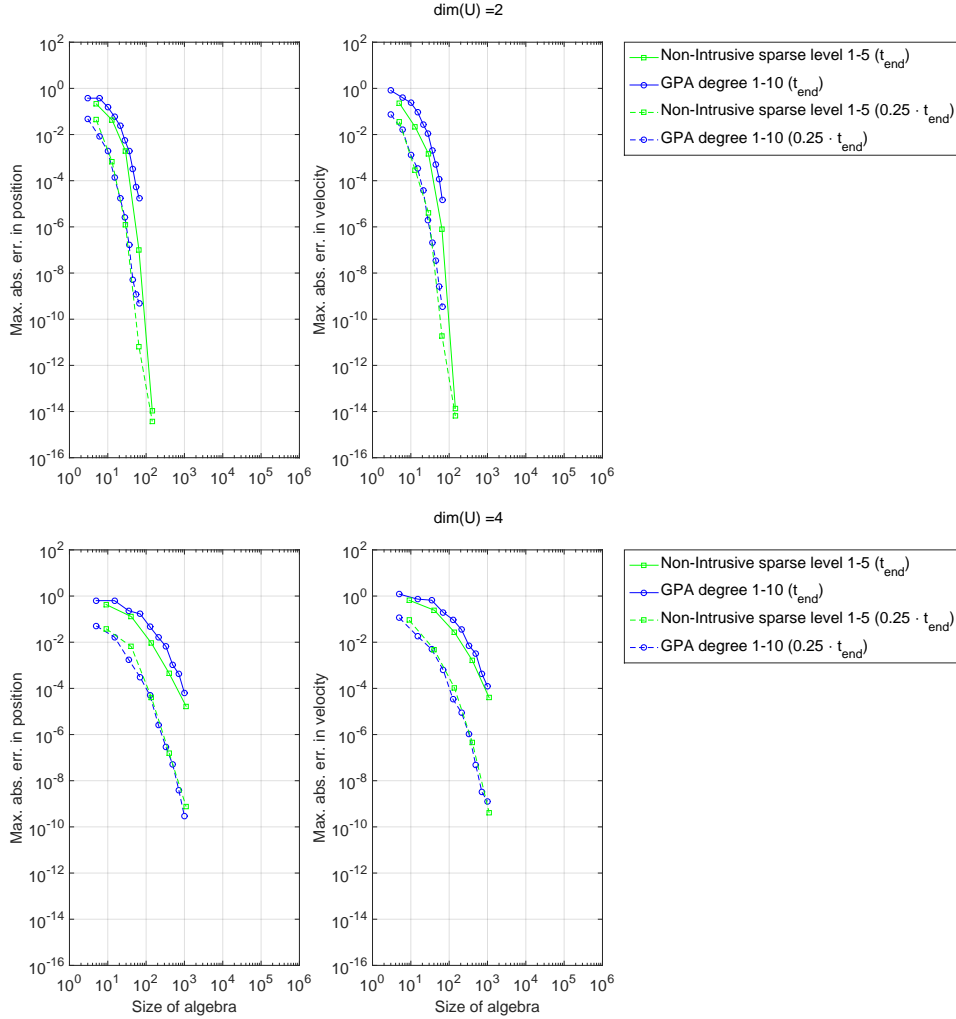 dim(U) =2
Max. abs. err. in position
10^2
10^0
10^-2
10^-4
10^-6
10^-8
10^-10
10^-12
10^-14
10^-16
10^0 10^1 10^2 10^3 10^4 10^5 10^6
Max. abs. err. in velocity
10^2
10^0
10^-2
10^-4
10^-6
10^-8
10^-10
10^-12
10^-14
10^-16
10^0 10^1 10^2 10^3 10^4 10^5 10^6
Non-Intrusive sparse level 1-5 (t_end)
GPA degree 1-10 (t_end)
Non-Intrusive sparse level 1-5 (0.25 · t_end)
GPA degree 1-10 (0.25 · t_end)
dim(U) =4
Max. abs. err. in position
10^2
10^0
10^-2
10^-4
10^-6
10^-8
10^-10
10^-12
10^-14
10^-16
10^0 10^1 10^2 10^3 10^4 10^5 10^6
Size of algebra
Max. abs. err. in velocity
10^2
10^0
10^-2
10^-4
10^-6
10^-8
10^-10
10^-12
10^-14
10^-16
10^0 10^1 10^2 10^3 10^4 10^5 10^6
Size of algebra
Non-Intrusive sparse level 1-5 (t_end)
GPA degree 1-10 (t_end)
Non-Intrusive sparse level 1-5 (0.25 · t_end)
GPA degree 1-10 (0.25 · t_end)